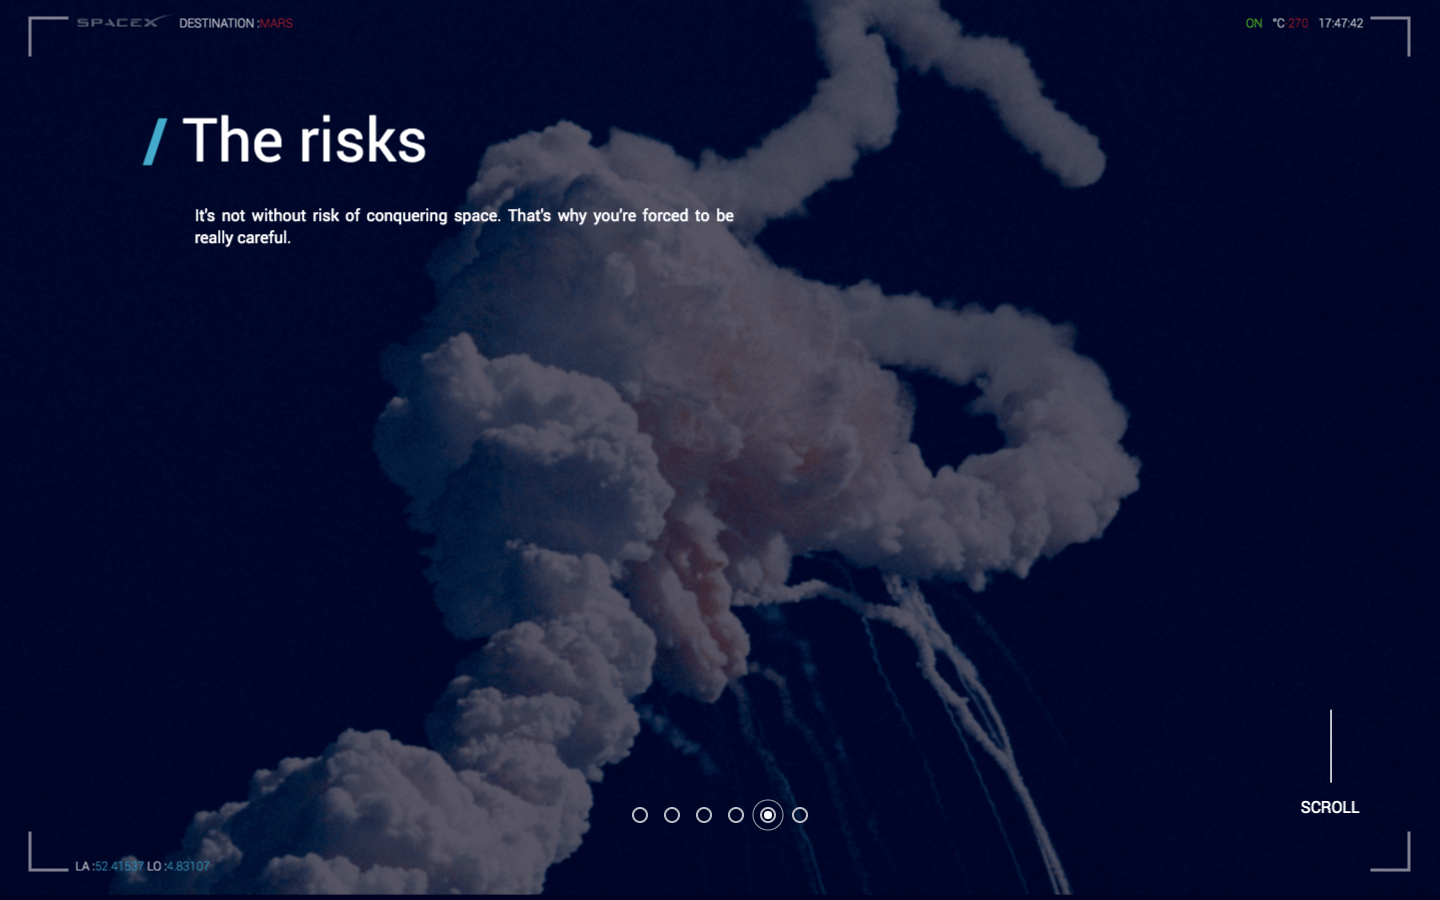 SPACEX DESTINATION :MARS
ON °C 270 17:47:42
/ The risks
It's not without risk of conquering space. That's why you're forced to be
really careful.
SCROLL
LA :52.41537 LO :4.83107